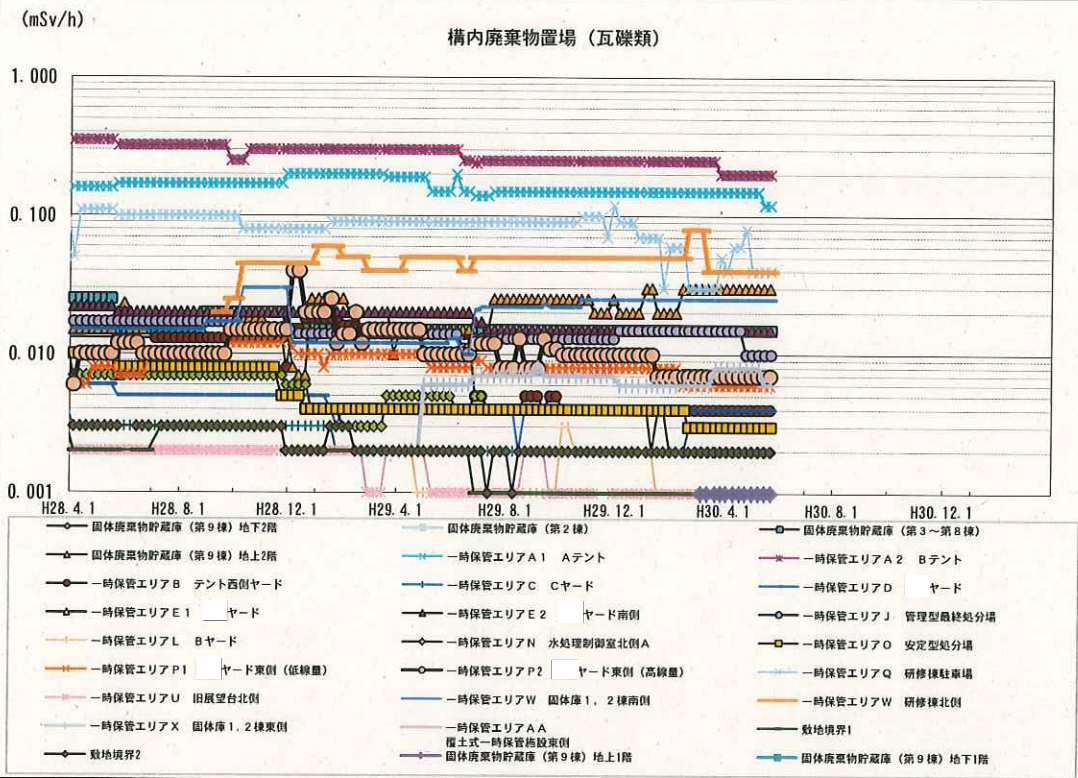 (mSv/h)
構内廃棄物置場（瓦礫類）
1.000
0.100
0.010
0.001
H28.4.1 H28.8.1 H28.12.1 H29.4.1 H29.8.1 H29.12.1 H30.4.1 H30.8.1 H30.12.1
固体廃棄物貯蔵庫（第9棟）地下2階 固体廃棄物貯蔵庫（第2棟） 固体廃棄物貯蔵庫（第3～第8棟）
固体廃棄物貯蔵庫（第9棟）地上2階 一時保管エリアA1 Aテント 一時保管エリアA2 Bテント
一時保管エリアB テント西側ヤード 一時保管エリアC Cヤード 一時保管エリアD ヤード
一時保管エリアE1 ヤード 一時保管エリアE2 ヤード南側 一時保管エリアJ 管理型最終処分場
一時保管エリアL Bヤード 一時保管エリアN 水処理制御室北側A 一時保管エリアO 安定型処分場
一時保管エリアP1 ヤード東側（低線量） 一時保管エリアP2 ヤード東側（高線量） 一時保管エリアQ 研修棟駐車場
一時保管エリアU 旧展望台北側 一時保管エリアW 固体庫1，2棟南側 一時保管エリアW 研修棟北側
一時保管エリアX 固体庫1，2棟東側 一時保管エリアAA 敷地境界1
覆土式一時保管施設東側
敷地境界2 固体廃棄物貯蔵庫（第9棟）地上1階 固体廃棄物貯蔵庫（第9棟）地下1階